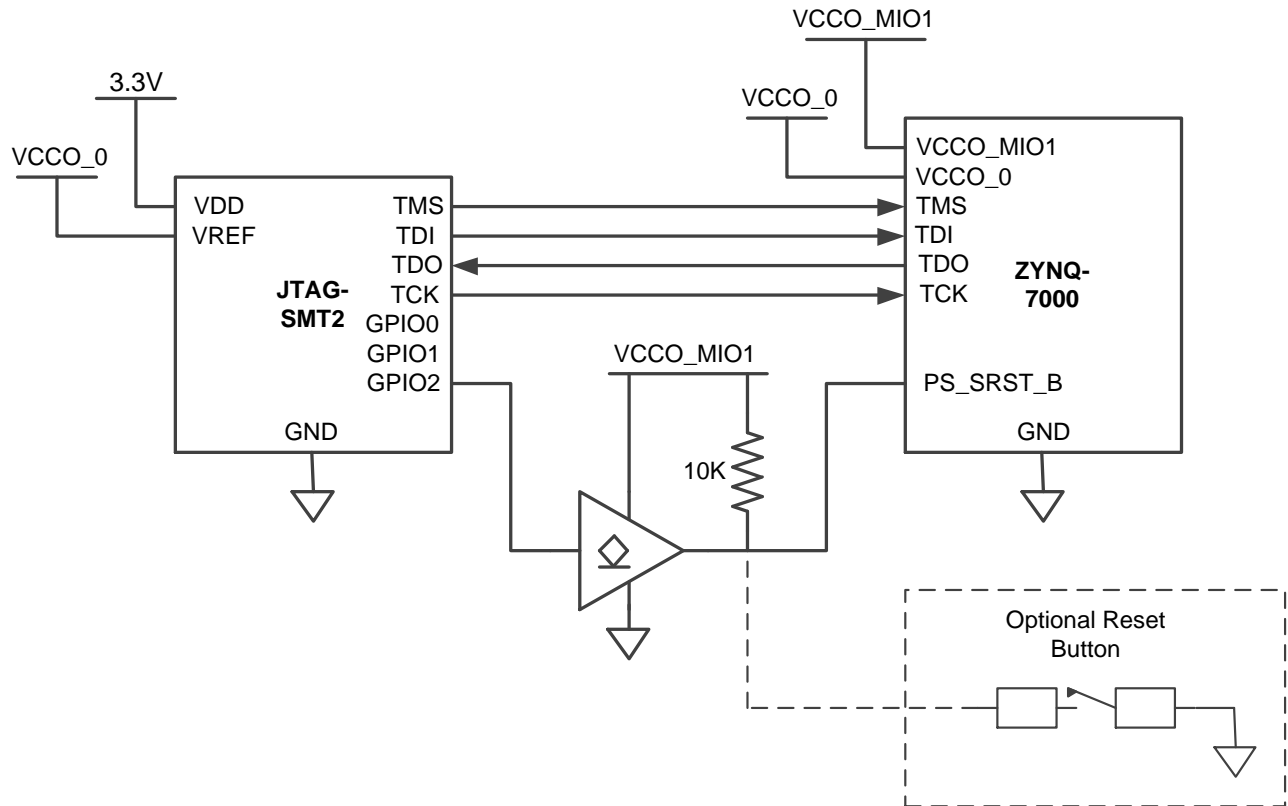 VCCO_MIO1
3.3V
VCCO_0
VCCO_0
VDD
VREF
JTAG-
SMT2
TMS
TDI
TDO
TCK
GPIO0
GPIO1
GPIO2
GND
VCCO_MIO1
VCCO_0
TMS
TDI
TDO
TCK
ZYNQ-
7000
PS_SRST_B
GND
VCCO_MIO1
10K
Optional Reset
Button